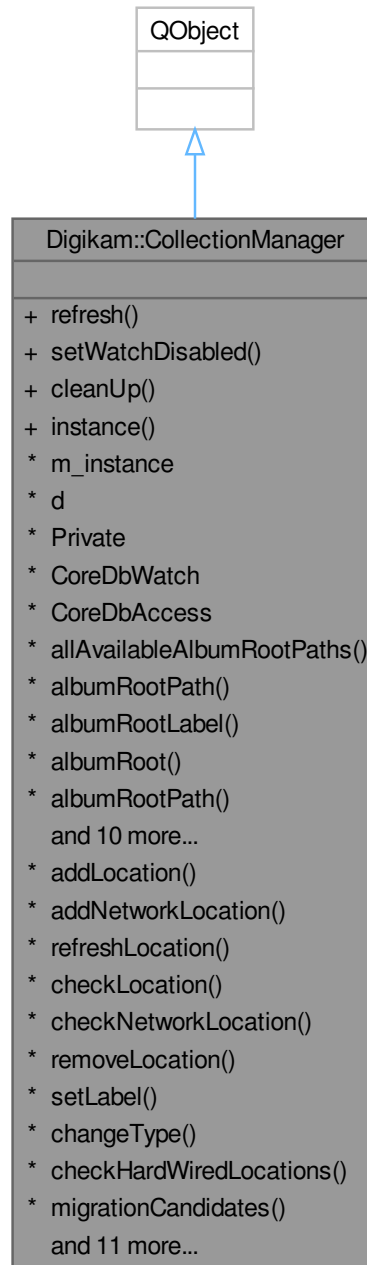 QObject
Digikam::CollectionManager
+ refresh()
+ setWatchDisabled()
+ cleanUp()
+ instance()
* m_instance
* d
* Private
* CoreDbWatch
* CoreDbAccess
* allAvailableAlbumRootPaths()
* albumRootPath()
* albumRootLabel()
* albumRoot()
* albumRootPath()
and 10 more...
* addLocation()
* addNetworkLocation()
* refreshLocation()
* checkLocation()
* checkNetworkLocation()
* removeLocation()
* setLabel()
* changeType()
* checkHardWiredLocations()
* migrationCandidates()
and 11 more...